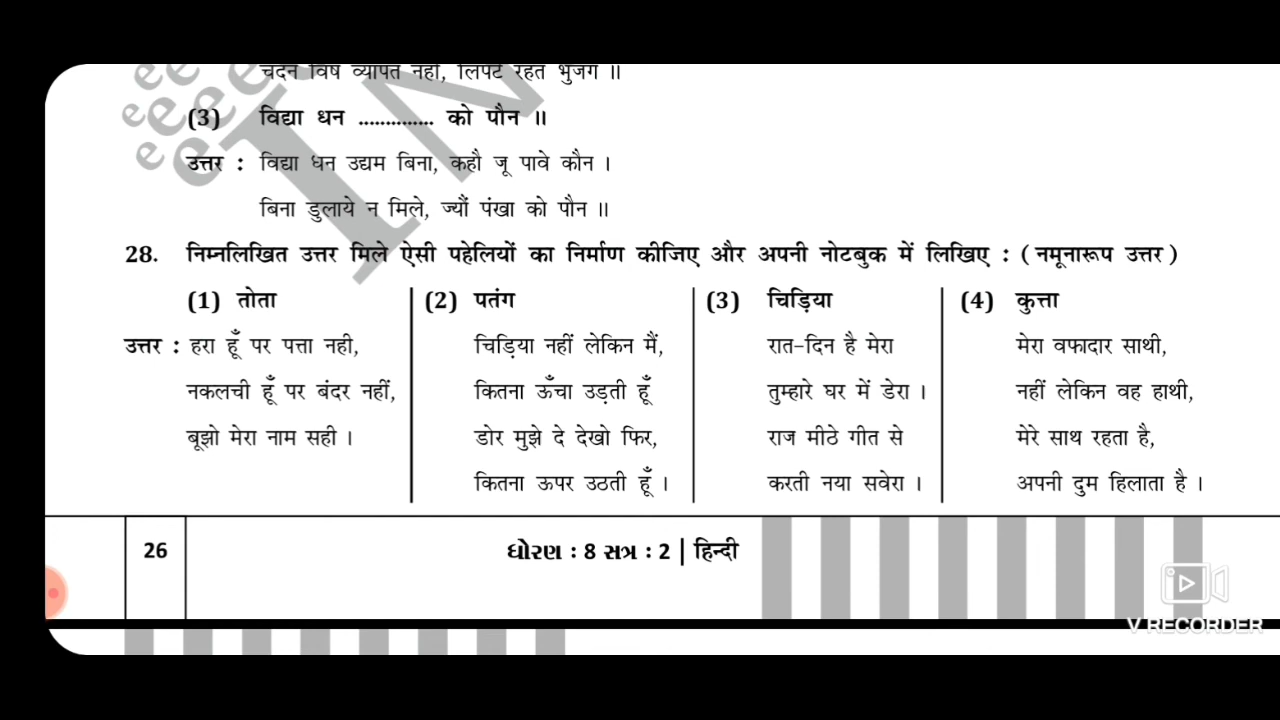 चंदन विष व्यापत नहीं, लिपटे रहत भुजंग ॥
(3) विद्या धन .............. को पौन ॥
उत्तर : विद्या धन उद्यम बिना, कहौ जू पावे कौन ।
बिना डुलाये न मिले, ज्यौं पंखा को पौन ॥
28. निम्नलिखित उत्तर मिले ऐसी पहेलियों का निर्माण कीजिए और अपनी नोटबुक में लिखिए : ( नमूनारूप उत्तर )
(1) तोता
उत्तर : हरा हूँ पर पत्ता नही,
नकलची हूँ पर बंदर नहीं,
बूझो मेरा नाम सही ।
(2) पतंग
चिड़िया नहीं लेकिन मैं,
कितना ऊँचा उड़ती हूँ
डोर मुझे दे देखो फिर,
कितना ऊपर उठती हूँ ।
(3) चिड़िया
रात-दिन है मेरा
तुम्हारे घर में डेरा ।
राज मीठे गीत से
करती नया सवेरा ।
(4) कुत्ता
मेरा वफादार साथी,
नहीं लेकिन वह हाथी,
मेरे साथ रहता है,
अपनी दुम हिलाता है ।
26
ધોરણ : 8 સત્ર : 2 | हिन्दी
V RECORDER